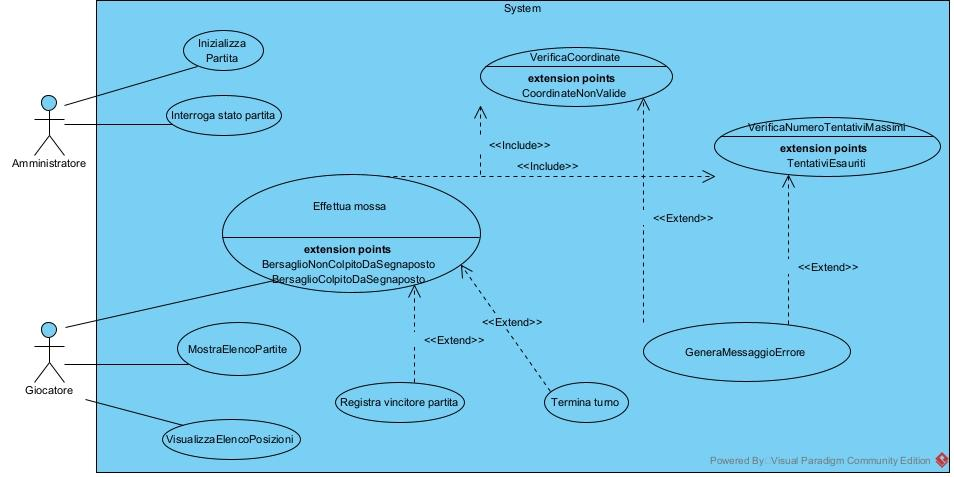 System
Inizializza
Partita
VerificaCoordinate
extension points
CoordinateNonValide
Interroga stato partita
VerificaNumeroTentativiMassimi
extension points
TentativiEsauriti
Amministratore
<<Include>>
<<Include>>
Effettua mossa
<<Extend>>
extension points
BersaglioNonColpitoDaSegnaposto
BersaglioColpitoDaSegnaposto
<<Extend>>
<<Extend>>
<<Extend>>
MostraElencoPartite
GeneraMessaggioErrore
Giocatore
Registra vincitore partita
Termina turno
VisualizzaElencoPosizioni
Powered By Visual Paradigm Community Edition